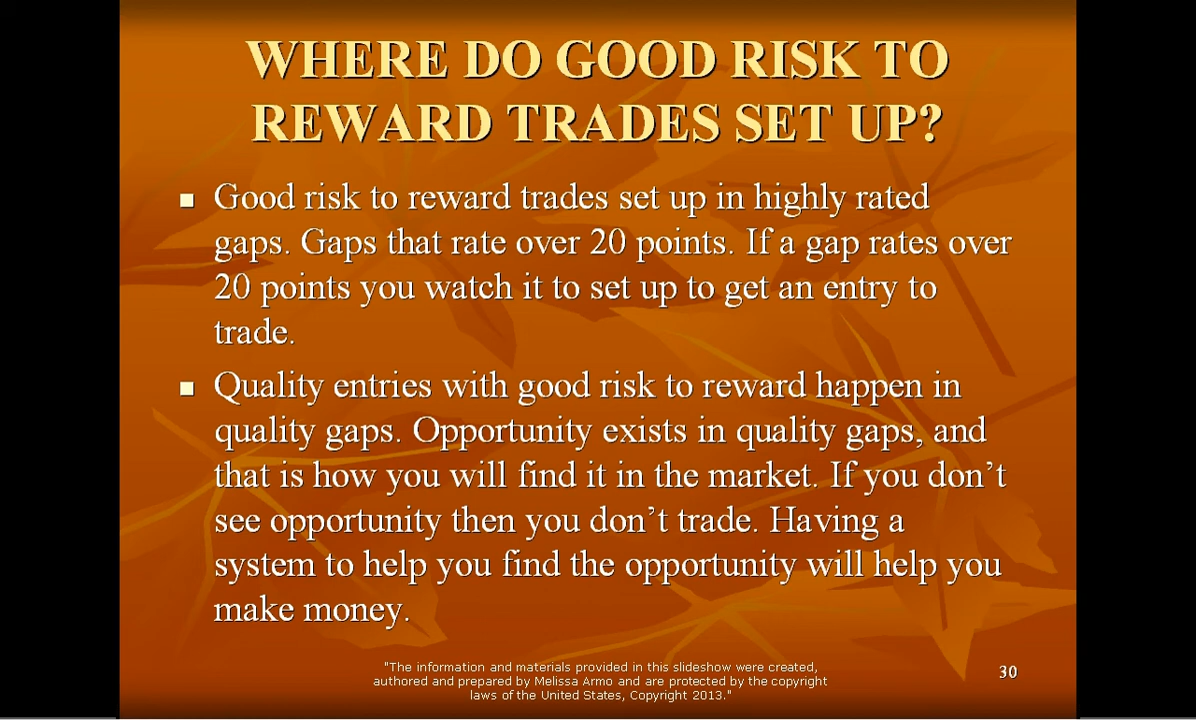 WHERE DO GOOD RISK TO
REWARD TRADES SET UP?
Good risk to reward trades set up in highly rated
gaps. Gaps that rate over 20 points. If a gap rates over
20 points you watch it to set up to get an entry to
trade.
Quality entries with good risk to reward happen in
quality gaps. Opportunity exists in quality gaps, and
that is how you will find it in the market. If you don’t
see opportunity then you don’t trade. Having a
system to help you find the opportunity will help you
make money.
"The information and materials provided in this slideshow were created,
authored and prepared by Melissa Armo and are protected by the copyright
laws of the United States, Copyright 2013."
30